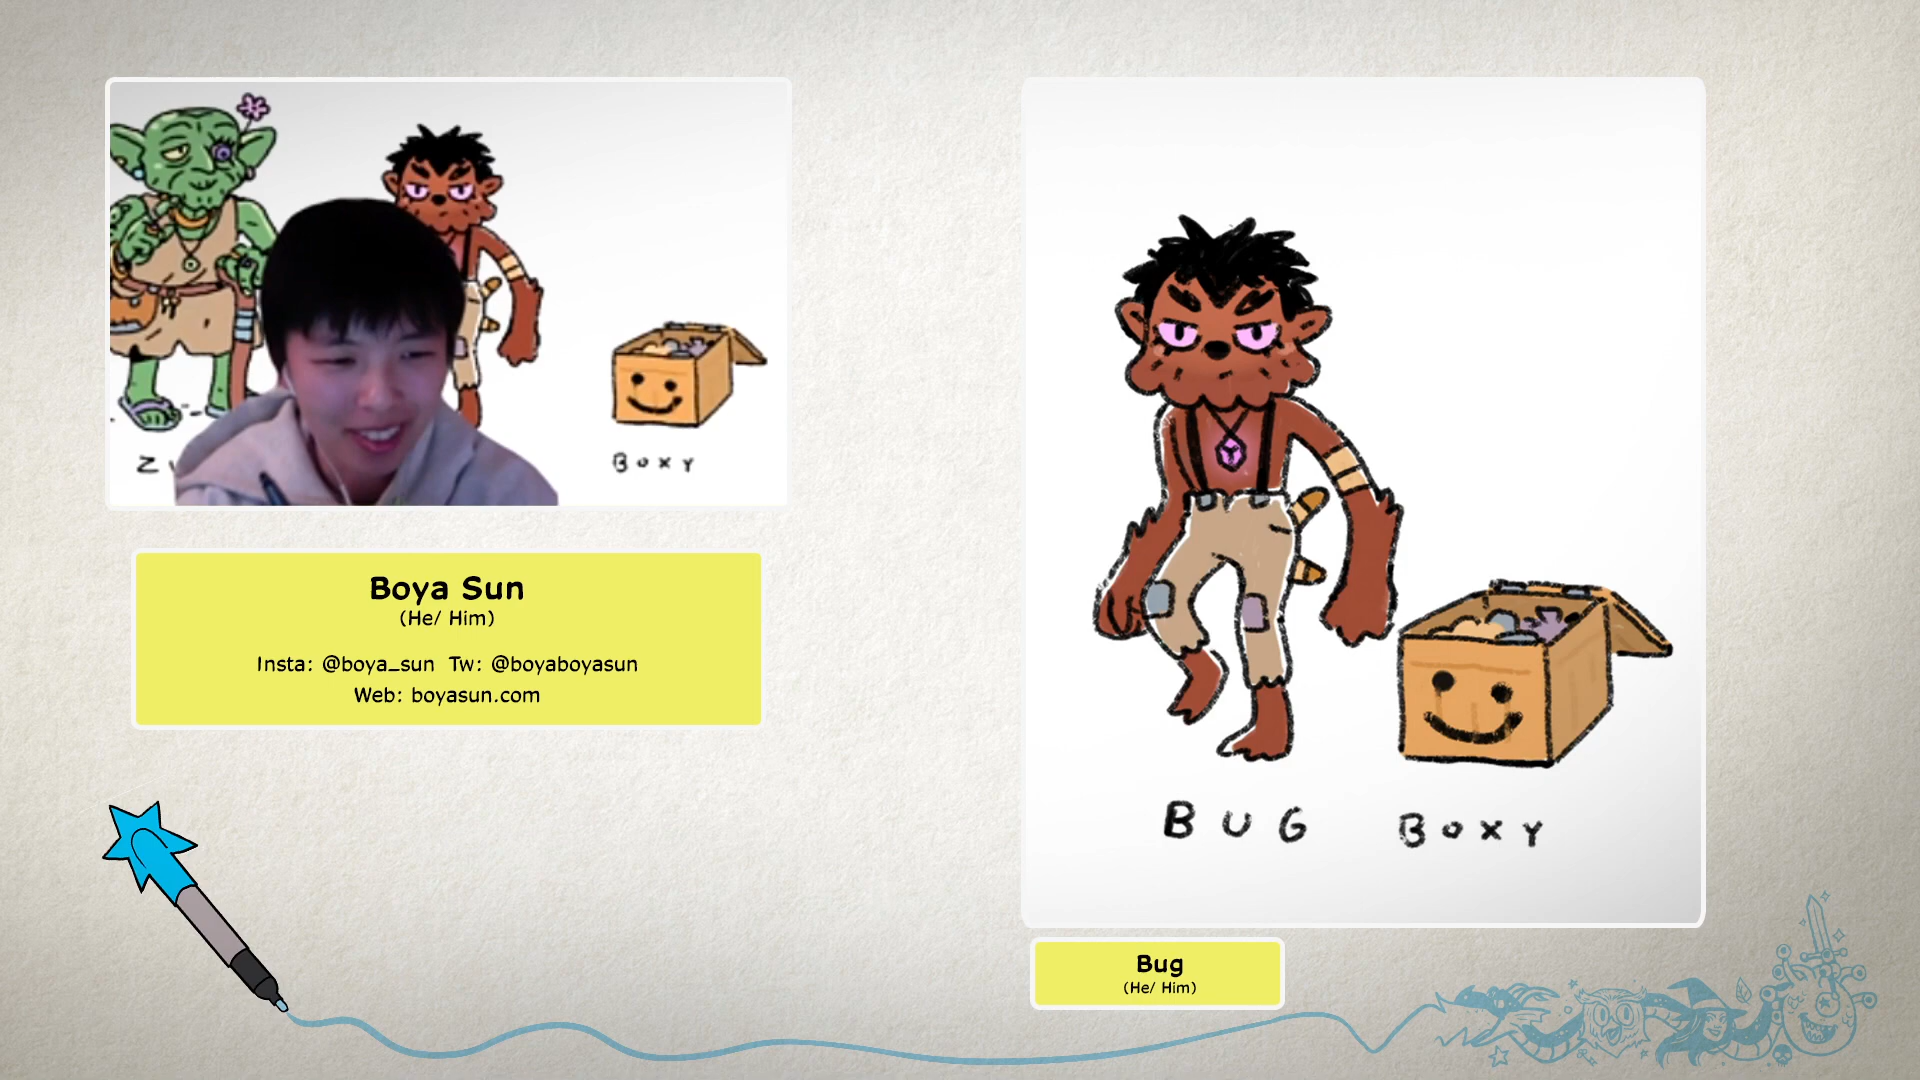 BOXY
Boya Sun
(He/ Him)
Insta: @boya_sun Tw: @boyaboyasun
Web: boyasun.com
BUG BOXY
Bug
(He/ Him)